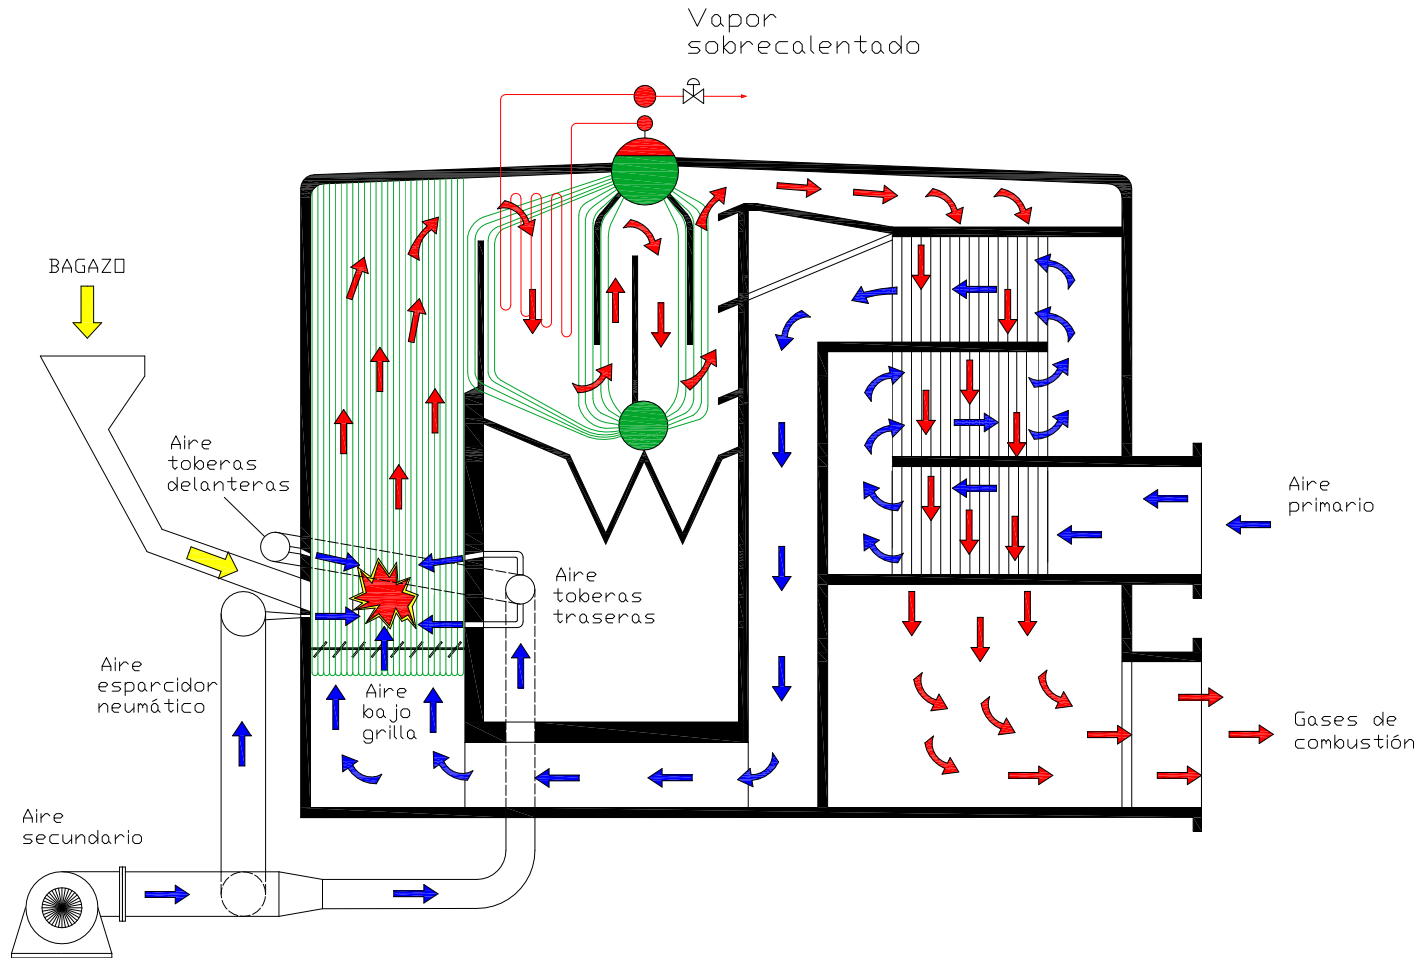 Vapor
sobrecalentado
BAGAZO
Aire
toberas
delanteras
Aire
primario
Aire
toberas
traseras
Aire
esparcidor
neumático
Aire
bajo
grilla
Gases de
combustión
Aire
secundario